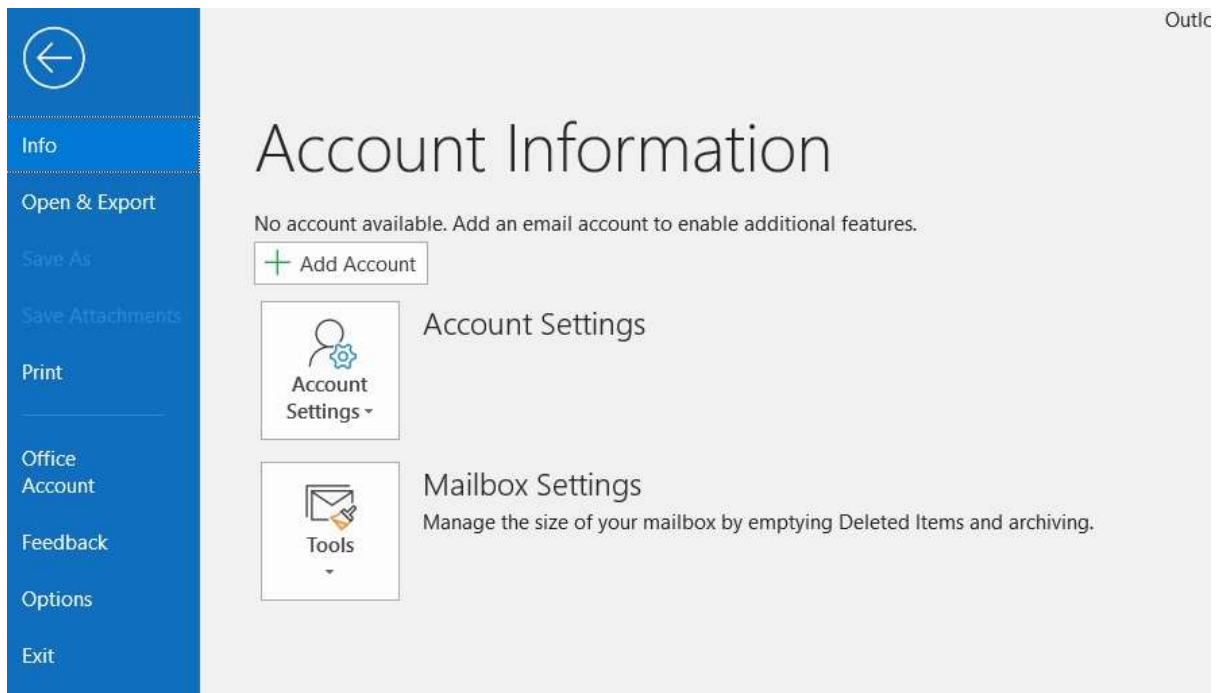 Outlo
Info
Open & Export
Save As
Save Attachments
Print
Office
Account
Feedback
Options
Exit
Account Information
No account available. Add an email account to enable additional features.
Add Account
Account
Settings
Account Settings
Tools
Mailbox Settings
Manage the size of your mailbox by emptying Deleted Items and archiving.